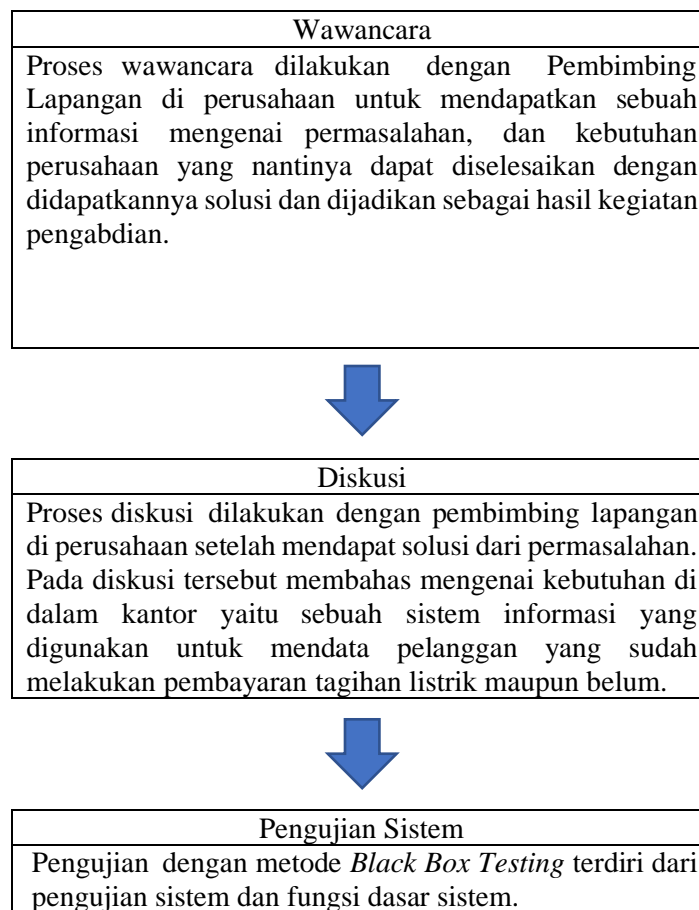 Wawancara
Proses wawancara dilakukan dengan Pembimbing
Lapangan di perusahaan untuk mendapatkan sebuah
informasi mengenai permasalahan, dan kebutuhan
perusahaan yang nantinya dapat diselesaikan dengan
didapatkannya solusi dan dijadikan sebagai hasil kegiatan
pengabdian.
Diskusi
Proses diskusi dilakukan dengan pembimbing lapangan
di perusahaan setelah mendapat solusi dari permasalahan.
Pada diskusi tersebut membahas mengenai kebutuhan di
dalam kantor yaitu sebuah sistem informasi yang
digunakan untuk mendata pelanggan yang sudah
melakukan pembayaran tagihan listrik maupun belum.
Pengujian Sistem
Pengujian dengan metode Black Box Testing terdiri dari
pengujian sistem dan fungsi dasar sistem.